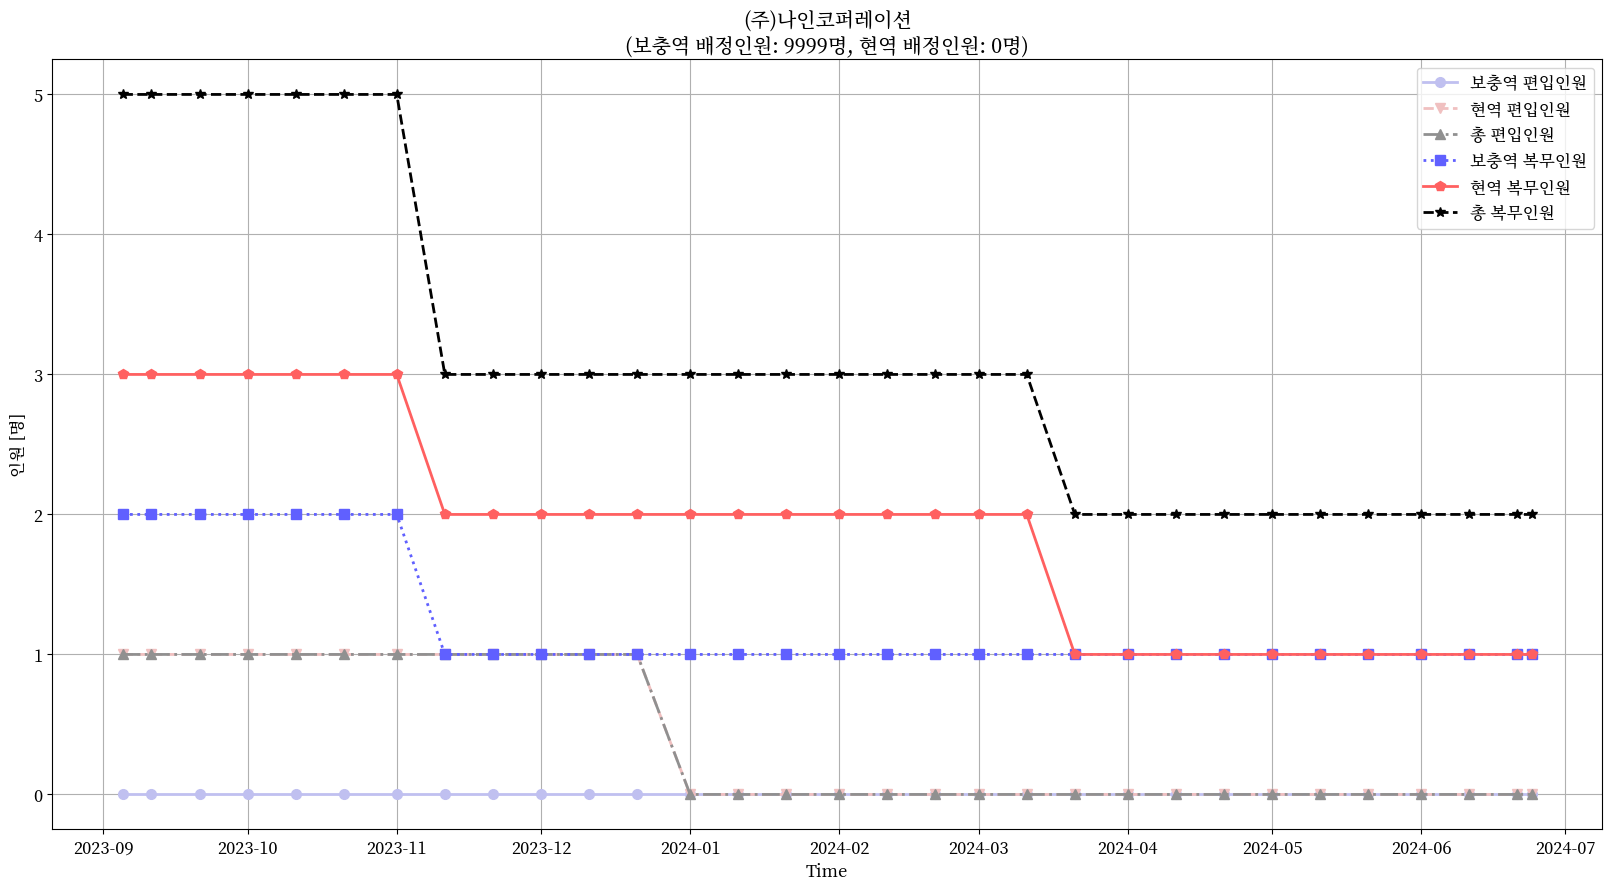 (주)나인코퍼레이션
(보충역 배정인원: 9999명, 현역 배정인원: 0명)
보충역 편입인원
현역 편입인원
총 편입인원
보충역 복무인원
현역 복무인원
총 복무인원
인원 [명]
5
4
3
2
1
0
2023-09
2023-10
2023-11
2023-12
2024-01
2024-02
2024-03
2024-04
2024-05
2024-06
2024-07
Time